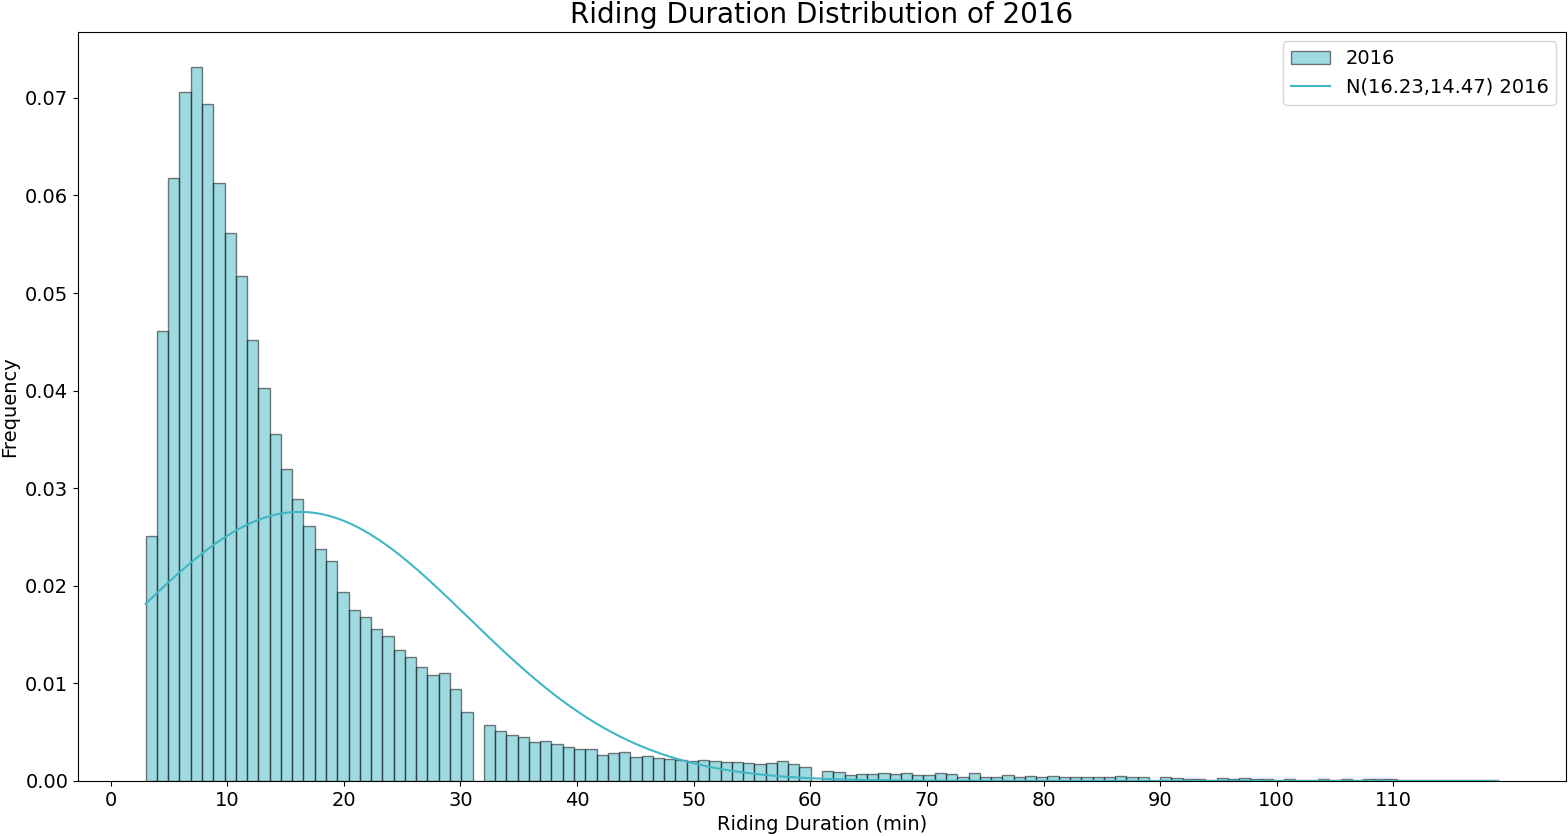 Riding Duration Distribution of 2016
2016
N(16.23,14.47) 2016
Frequency
0.07
0.06
0.05
0.04
0.03
0.02
0.01
0.00
0 10 20 30 40 50 60 70 80 90 100 110
Riding Duration (min)